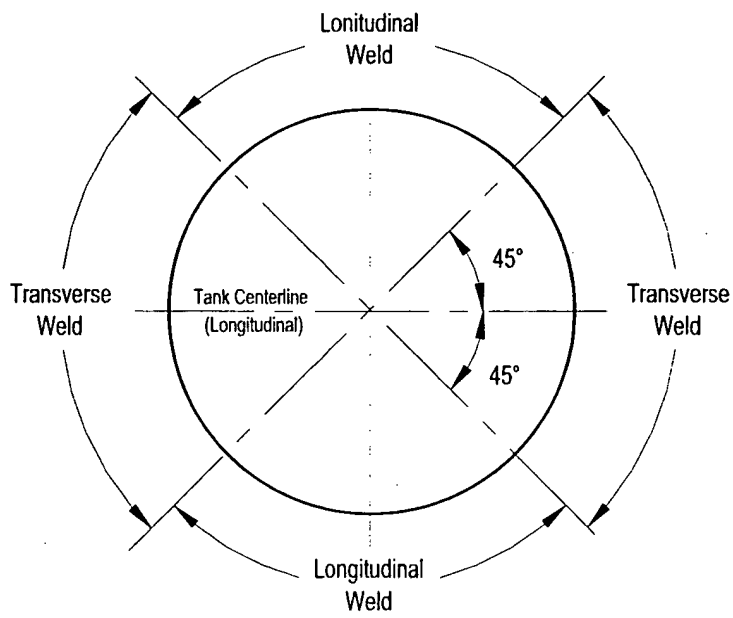 Lonitudinal
Weld
45°
Transverse
Weld
Tank Centerline
(Longitudinal)
Transverse
Weld
45°
Longitudinal
Weld